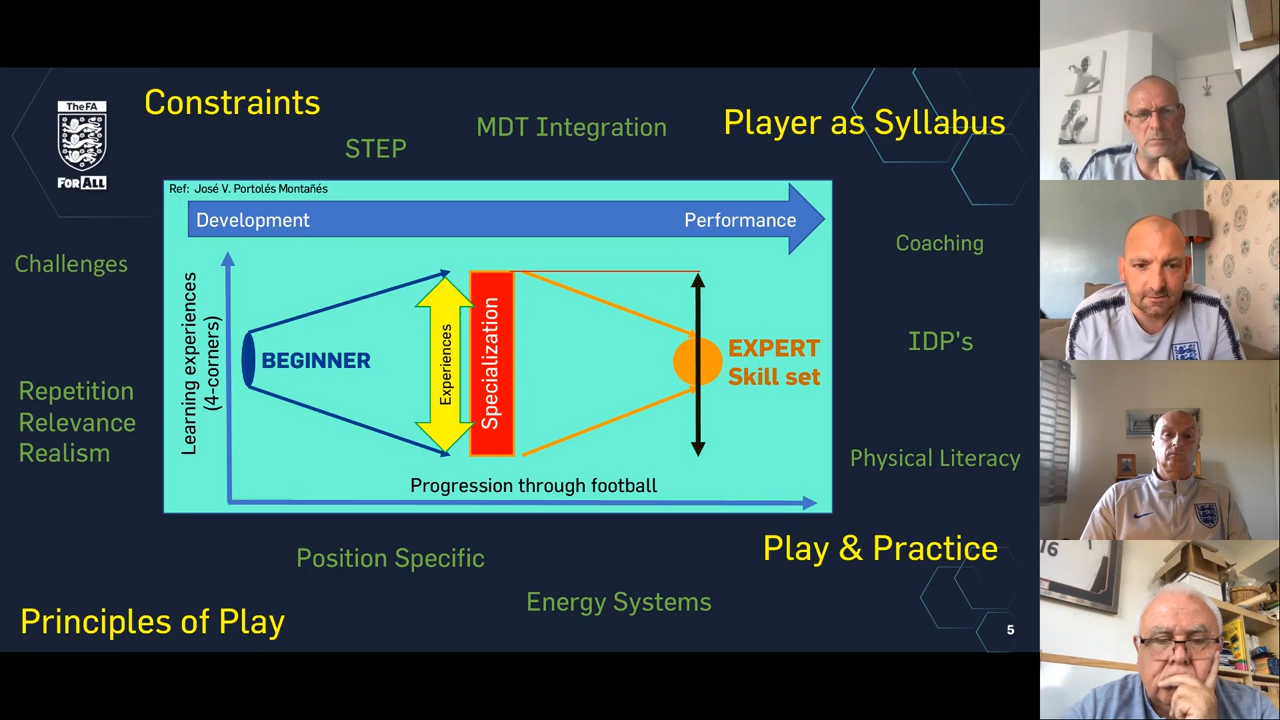 Constraints
MDT Integration
Player as Syllabus
STEP
The FA
FOR ALL
Ref: José V. Portolés Montañés
Development
Performance
Challenges
Coaching
Learning experiences
(4-corners)
BEGINNER
Experiences
Specialization
EXPERT
Skill set
IDP's
Repetition
Relevance
Realism
Physical Literacy
Progression through football
Position Specific
Play & Practice
Energy Systems
Principles of Play
5
16